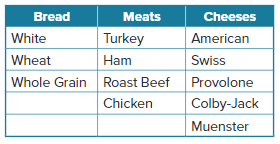 Bread Meats Cheeses
White Turkey American
Wheat Ham Swiss
Whole Grain Roast Beef Provolone
Chicken Colby-Jack
Muenster